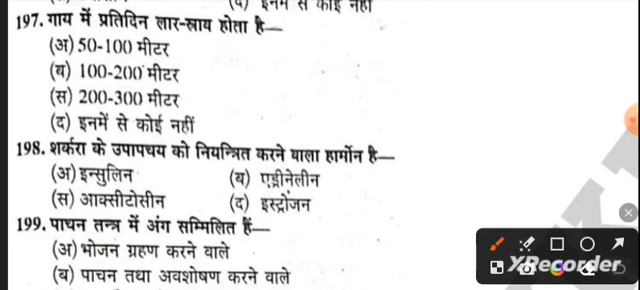 (द) इनमें से कोई नहीं
197. गाय में प्रतिदिन लार-स्राव होता है—
(अ) 50-100 मीटर
(ब) 100-200 मीटर
(स) 200-300 मीटर
(द) इनमें से कोई नहीं
198. शर्करा के उपापचय को नियन्त्रित करने वाला हार्मोन है—
(अ) इन्सुलिन (ब) एड्रीनेलीन
(स) आक्सीटोसीन (द) इस्ट्रोजन
199. पाचन तन्त्र में अंग सम्मिलित हैं—
(अ) भोजन ग्रहण करने वाले
(ब) पाचन तथा अवशोषण करने वाले
XRecorder